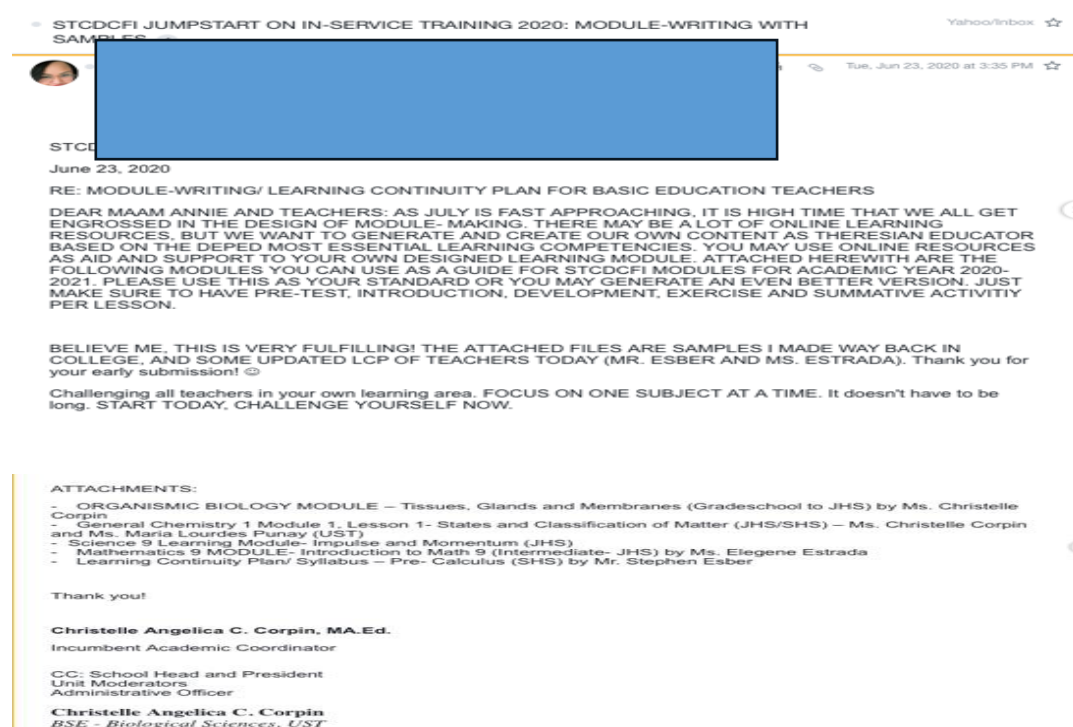 STCDCFI JUMPSTART ON IN-SERVICE TRAINING 2020: MODULE-WRITING WITH
Yahoo/Inbox
Tue, Jun 23, 2020 at 3:35 PM
June 23, 2020
RE: MODULE-WRITING/ LEARNING CONTINUITY PLAN FOR BASIC EDUCATION TEACHERS
DEAR MAAM ANNIE AND TEACHERS: AS JULY IS FAST APPROACHING, IT IS HIGH TIME THAT WE ALL GET
ENGROSSED IN THE DESIGN OF MODULE- MAKING. THERE MAY BE A LOT OF ONLINE LEARNING
RESOURCES, BUT WE WANT TO GENERATE AND CREATE OUR OWN CONTENT AS THERESIAN EDUCATOR
BASED ON THE DEPED MOST ESSENTIAL LEARNING COMPETENCIES. YOU MAY USE ONLINE RESOURCES
AS AID AND SUPPORT TO YOUR OWN DESIGNED LEARNING MODULE. ATTACHED HEREWITH ARE THE
FOLLOWING MODULES YOU CAN USE AS A GUIDE FOR STCDCFI MODULES FOR ACADEMIC YEAR 2020-
2021. PLEASE USE THIS AS YOUR STANDARD OR YOU MAY GENERATE AN EVEN BETTER VERSION. JUST
MAKE SURE TO HAVE PRE-TEST, INTRODUCTION, DEVELOPMENT, EXERCISE AND SUMMATIVE ACTIVITIY
PER LESSON.
BELIEVE ME, THIS IS VERY FULFILLING! THE ATTACHED FILES ARE SAMPLES I MADE WAY BACK IN
COLLEGE, AND SOME UPDATED LCP OF TEACHERS TODAY (MR. ESBER AND MS. ESTRADA). Thank you for
your early submission! ☺
Challenging all teachers in your own learning area. FOCUS ON ONE SUBJECT AT A TIME. It doesn't have to be
long. START TODAY, CHALLENGE YOURSELF NOW.
ATTACHMENTS:
- ORGANISMIC BIOLOGY MODULE – Tissues, Glands and Membranes (Gradeschool to JHS) by Ms. Christelle
Corpin
- General Chemistry 1 Module 1, Lesson 1- States and Classification of Matter (JHS/SHS) – Ms. Christelle Corpin
and Ms. Maria Lourdes Punay (UST)
- Science 9 Learning Module- Impulse and Momentum (JHS)
- Mathematics 9 MODULE- Introduction to Math 9 (Intermediate- JHS) by Ms. Elegene Estrada
- Learning Continuity Plan/ Syllabus – Pre- Calculus (SHS) by Mr. Stephen Esber
Thank you!
Christelle Angelica C. Corpin, MA.Ed.
Incumbent Academic Coordinator
CC: School Head and President
Unit Moderators
Administrative Officer
Christelle Angelica C. Corpin
BSE - Biological Sciences, UST